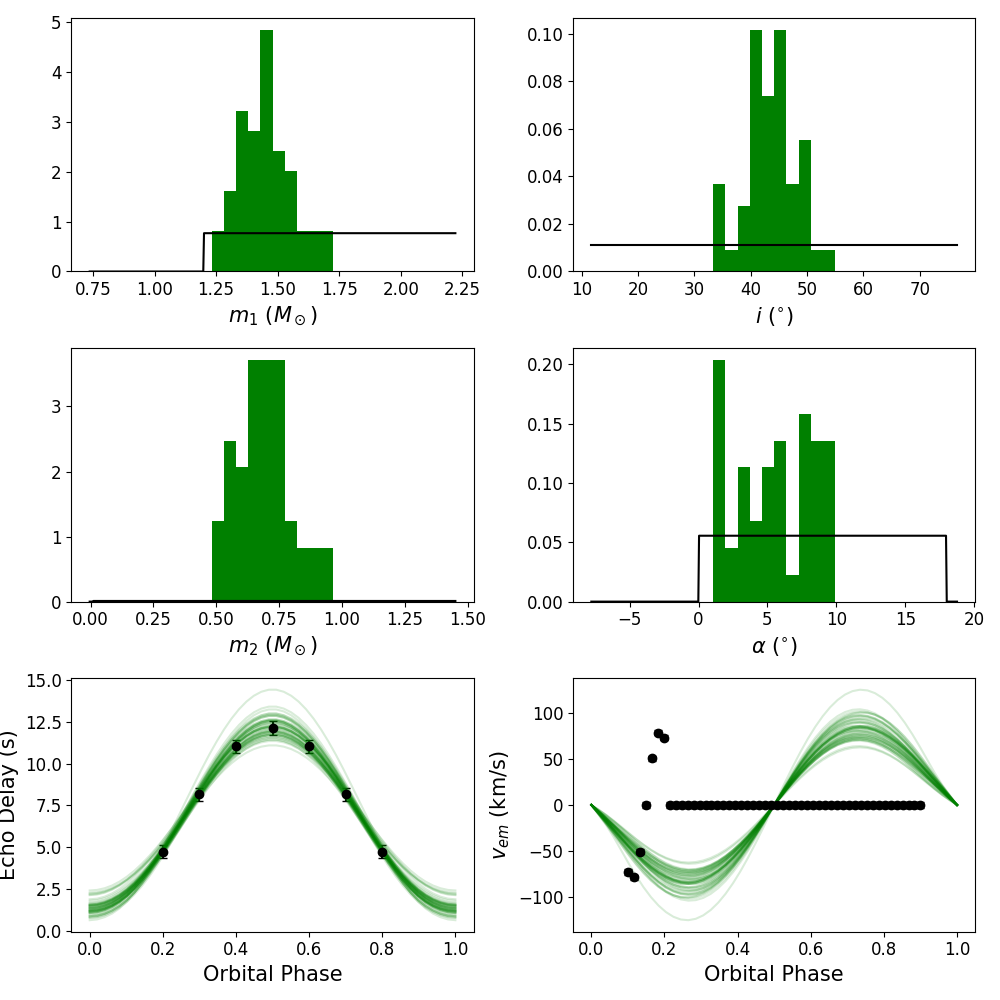 5
4
3
2
1
0
0.75 1.00 1.25 1.50 1.75 2.00 2.25
m₁ (M⊙)
0.10
0.08
0.06
0.04
0.02
0.00
10 20 30 40 50 60 70
i (°)
3
2
1
0
0.00 0.25 0.50 0.75 1.00 1.25 1.50
m₂ (M⊙)
0.20
0.15
0.10
0.05
0.00
−5 0 5 10 15 20
α (°)
15.0
12.5
10.0
7.5
5.0
2.5
0.0
Echo Delay (s)
0.0 0.2 0.4 0.6 0.8 1.0
Orbital Phase
100
50
0
−50
−100
vem (km/s)
0.0 0.2 0.4 0.6 0.8 1.0
Orbital Phase